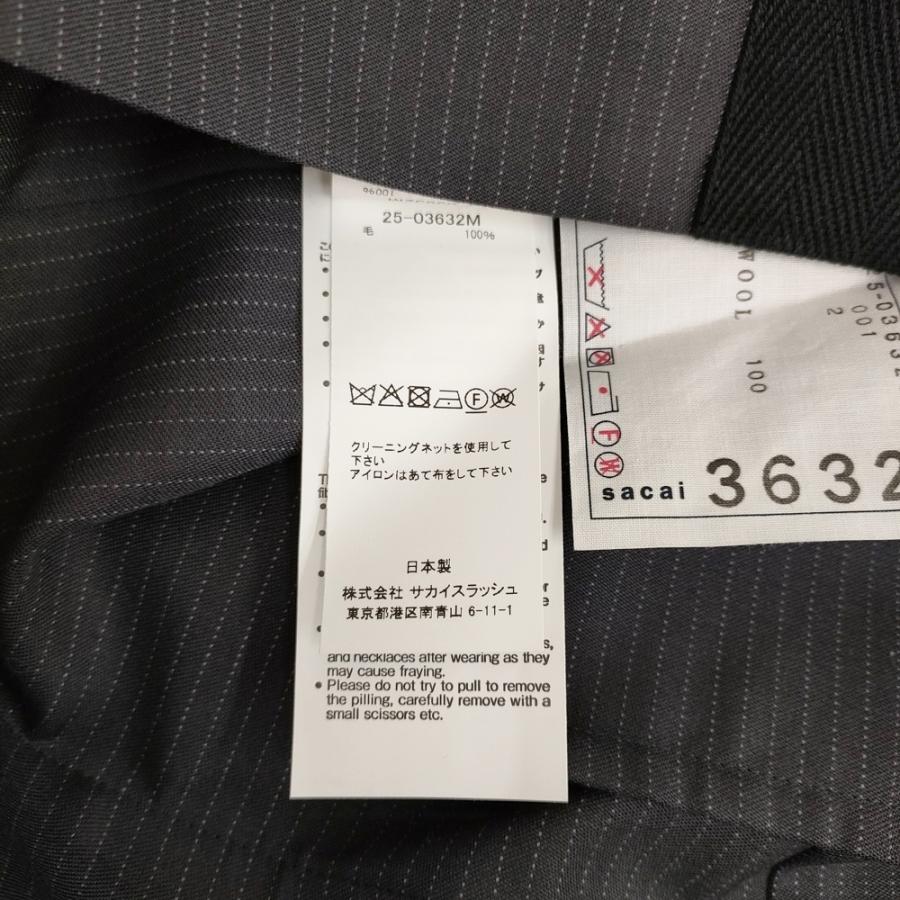 100%
25-03632M
毛 100%
クリーニングネットを使用して
下さい
アイロンはあて布をして下さい
日本製
株式会社 サカイスラッシュ
東京都港区南青山 6-11-1
and necklaces after wearing as they
may cause fraying.
• Please do not try to pull to remove
the pilling, carefully remove with a
small scissors etc.
WOOL 100
001
2
F
W
F
W
sacai 3632